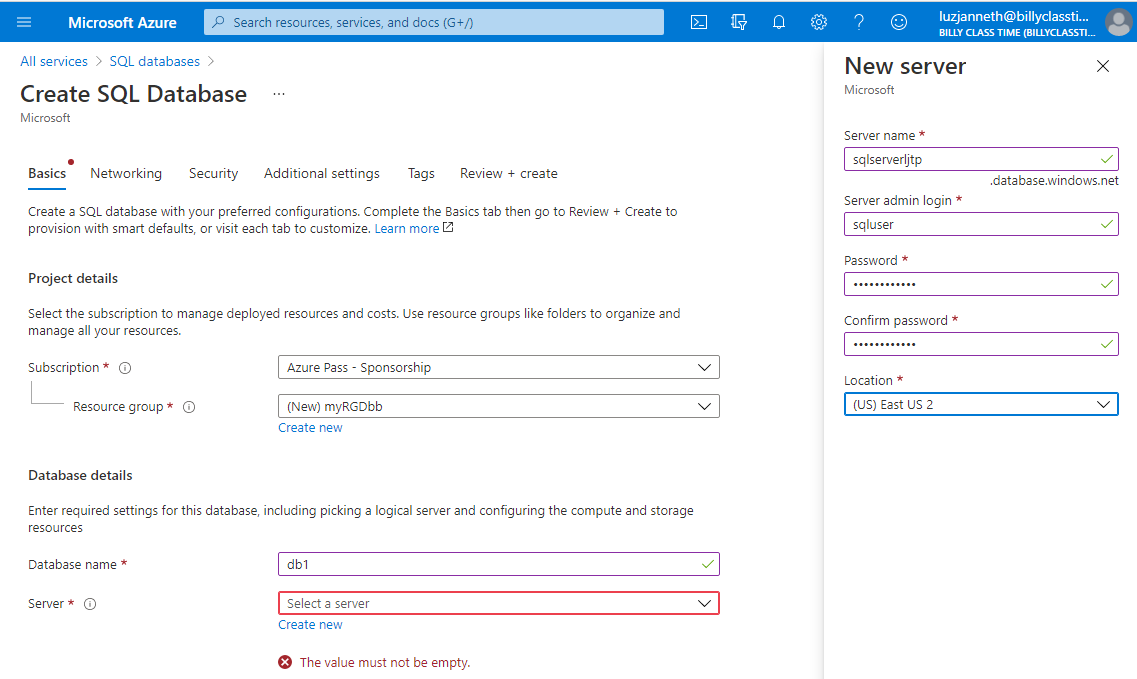 Microsoft Azure
Search resources, services, and docs (G+/)
luzjanneth@billyclassti...
BILLY CLASS TIME (BILLYCLASSTI...
All services > SQL databases >
Create SQL Database ...
Microsoft
Basics Networking Security Additional settings Tags Review + create
Create a SQL database with your preferred configurations. Complete the Basics tab then go to Review + Create to
provision with smart defaults, or visit each tab to customize. Learn more
Project details
Select the subscription to manage deployed resources and costs. Use resource groups like folders to organize and
manage all your resources.
Subscription *
Azure Pass - Sponsorship
Resource group *
(New) myRGDbb
Create new
Database details
Enter required settings for this database, including picking a logical server and configuring the compute and storage
resources
Database name *
db1
Server *
Select a server
Create new
The value must not be empty.
New server
Microsoft
Server name *
sqlserverljtp
.database.windows.net
Server admin login *
sqluser
Password *
••••••••••••
Confirm password *
••••••••••••
Location *
(US) East US 2